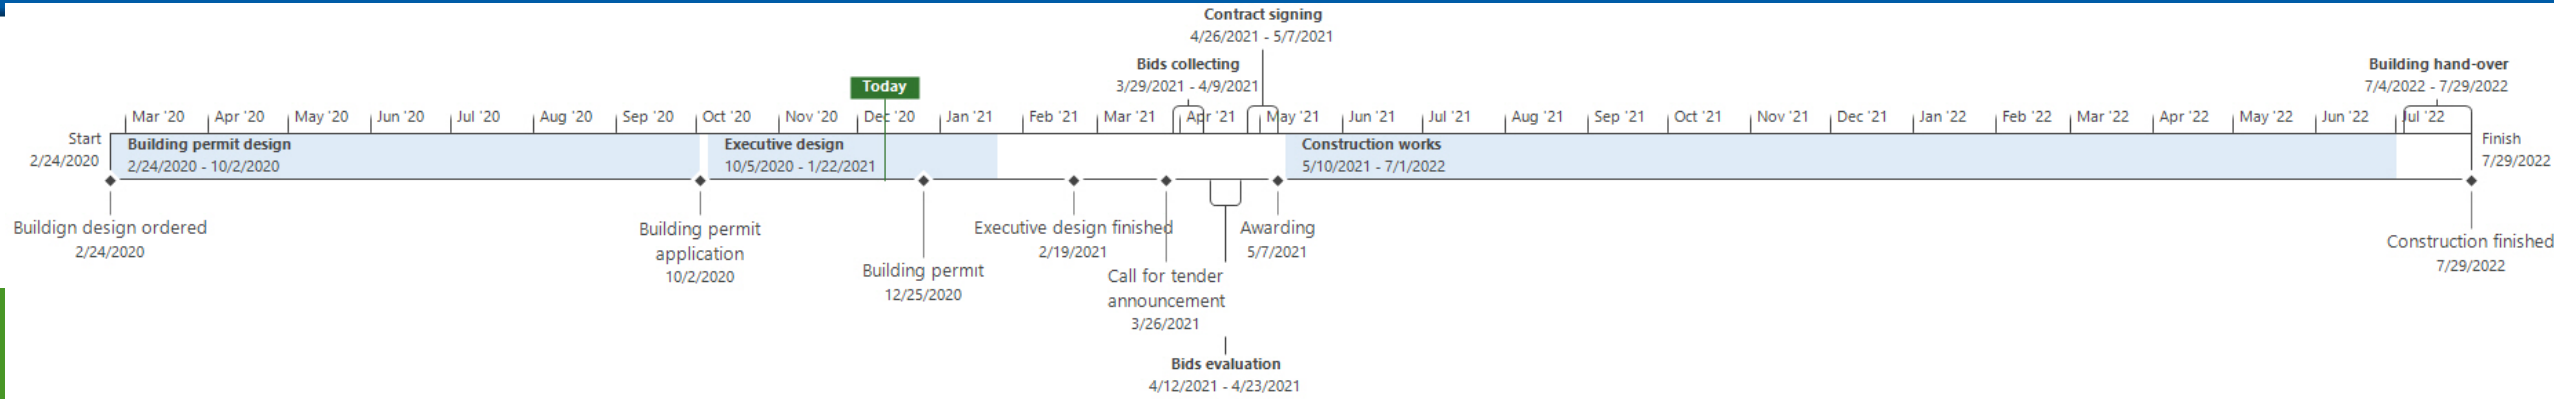 Contract signing
4/26/2021 - 5/7/2021
Bids collecting
3/29/2021 - 4/9/2021
Building hand-over
7/4/2022 - 7/29/2022
Today
Mar '20 Apr '20 May '20 Jun '20 Jul '20 Aug '20 Sep '20 Oct '20 Nov '20 Dec '20 Jan '21 Feb '21 Mar '21 Apr '21 May '21 Jun '21 Jul '21 Aug '21 Sep '21 Oct '21 Nov '21 Dec '21 Jan '22 Feb '22 Mar '22 Apr '22 May '22 Jun '22 Jul '22
Start
2/24/2020
Building permit design
2/24/2020 - 10/2/2020
Executive design
10/5/2020 - 1/22/2021
Construction works
5/10/2021 - 7/1/2022
Finish
7/29/2022
Buildign design ordered
2/24/2020
Building permit
application
10/2/2020
Building permit
12/25/2020
Executive design finished
2/19/2021
Call for tender
announcement
3/26/2021
Awarding
5/7/2021
Construction finished
7/29/2022
Bids evaluation
4/12/2021 - 4/23/2021